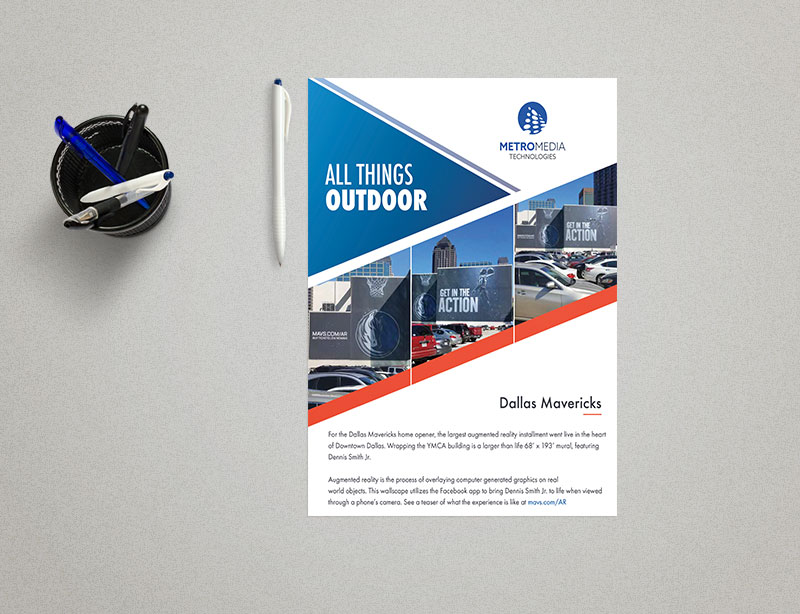 METROMEDIA
TECHNOLOGIES
ALL THINGS
OUTDOOR
GET IN THE
ACTION
GET IN THE
ACTION
MAVS.COM/AR
Dallas Mavericks
For the Dallas Mavericks home opener, the largest augmented reality installment went live in the heart
of Downtown Dallas. Wrapping the YMCA building is a larger than life 68' x 193' mural, featuring
Dennis Smith Jr.
Augmented reality is the process of overlaying computer generated graphics on real
world objects. This wallscape utilizes the Facebook app to bring Dennis Smith Jr. to life when viewed
through a phone's camera. See a teaser of what the experience is like at mavs.com/AR